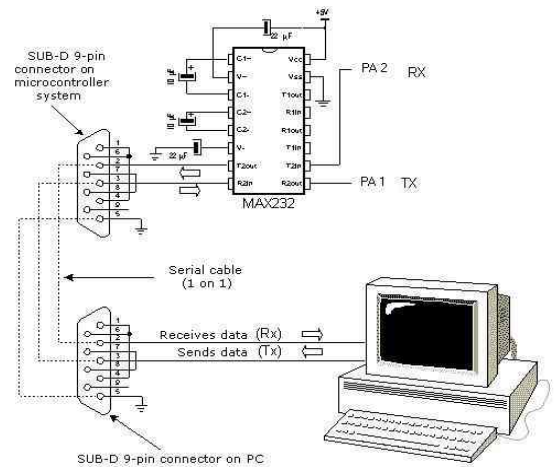 +5V
22 µF
SUB-D 9-pin
connector on
microcontroller
system
C1+
V+
C1-
C2+
C2-
V-
T2out
R2in
Vcc
Vss
T1out
R1in
R1out
T1in
T2in
R2out
22 µF
MAX232
PA 2 RX
PA 1 TX
1
6
2
7
3
8
4
9
5
Serial cable
(1 on 1)
1
6
2
7
3
8
4
9
5
Receives data (Rx)
Sends data (Tx)
SUB-D 9-pin connector on PC